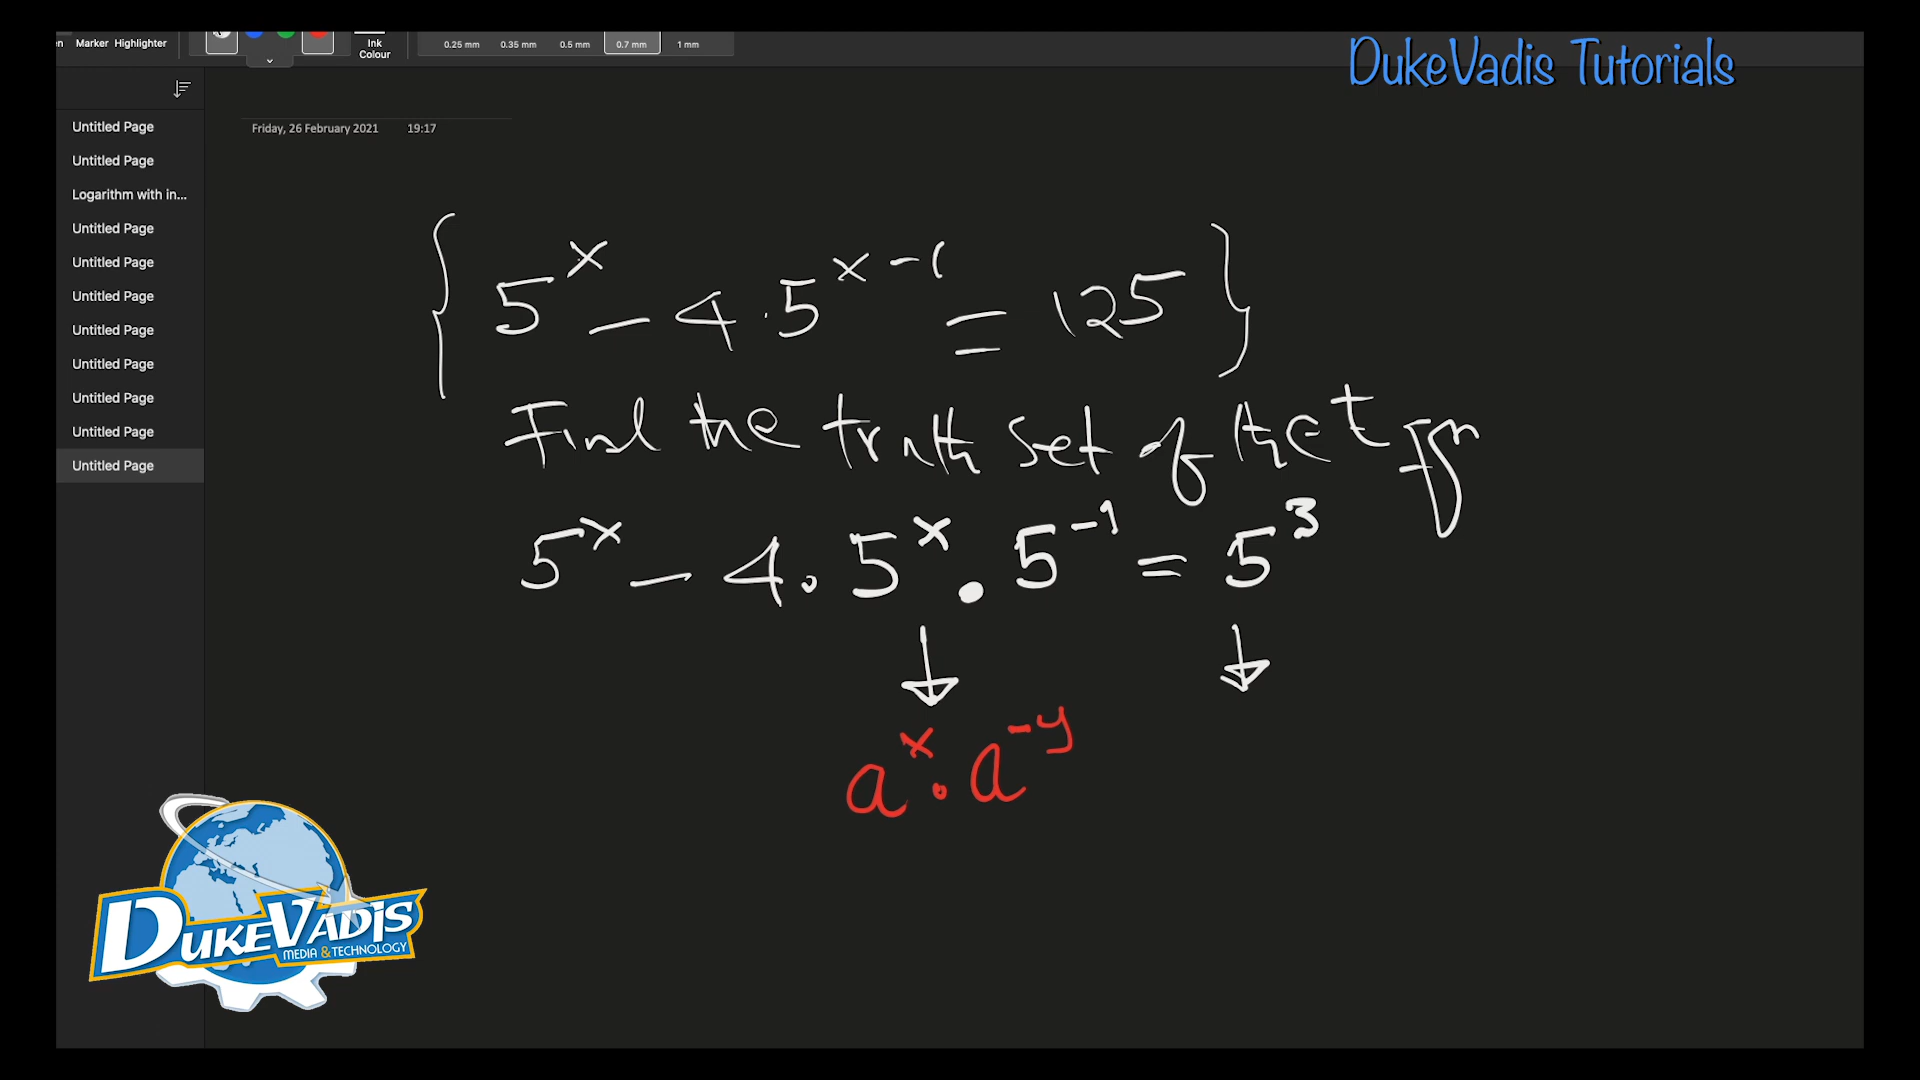 Marker Highlighter
Ink Colour
0.25 mm 0.35 mm 0.5 mm 0.7 mm 1 mm
DukeVadis Tutorials
Friday, 26 February 2021 19:17
Untitled Page
Untitled Page
Logarithm with in...
Untitled Page
Untitled Page
Untitled Page
Untitled Page
Untitled Page
Untitled Page
Untitled Page
Untitled Page
{ 5^x - 4.5^{x-1} = 125 }
Find the truth set of the
5^x - 4 . 5^x . 5^{-1} = 5^3
a^x . a^{-y}
DUKEVADIS
MEDIA & TECHNOLOGY